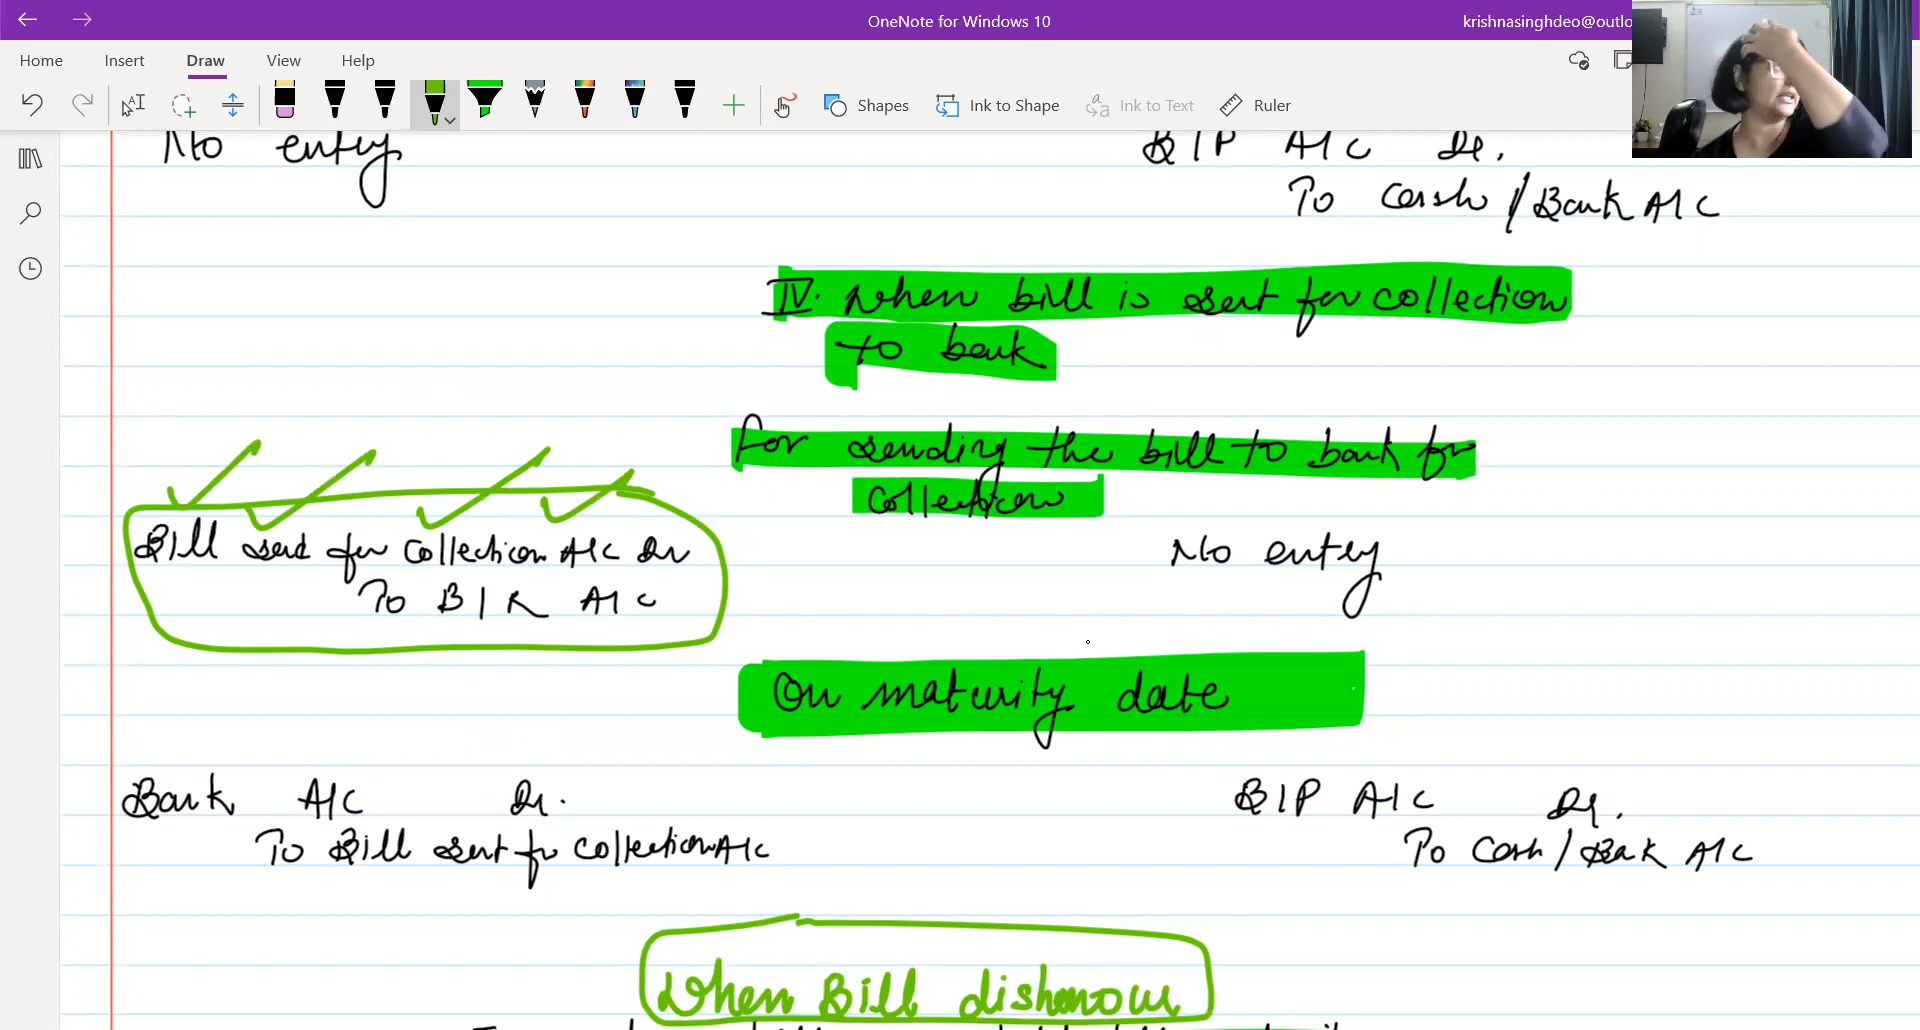 OneNote for Windows 10
krishnasinghdeo@outlo
Home Insert Draw View Help
Shapes Ink to Shape Ink to Text Ruler
No entry
B/P A/c Dr.
To Cash / Bank A/c
IV. When bill is sent for collection
to bank
For sending the bill to bank for
collection
Bill send for collection A/c Dr
To B/R A/c
No entry
On maturity date
Bank A/c Dr.
To Bill sent for collection A/c
B/P A/c Dr.
To Cash / Bank A/c
When Bill dishonour